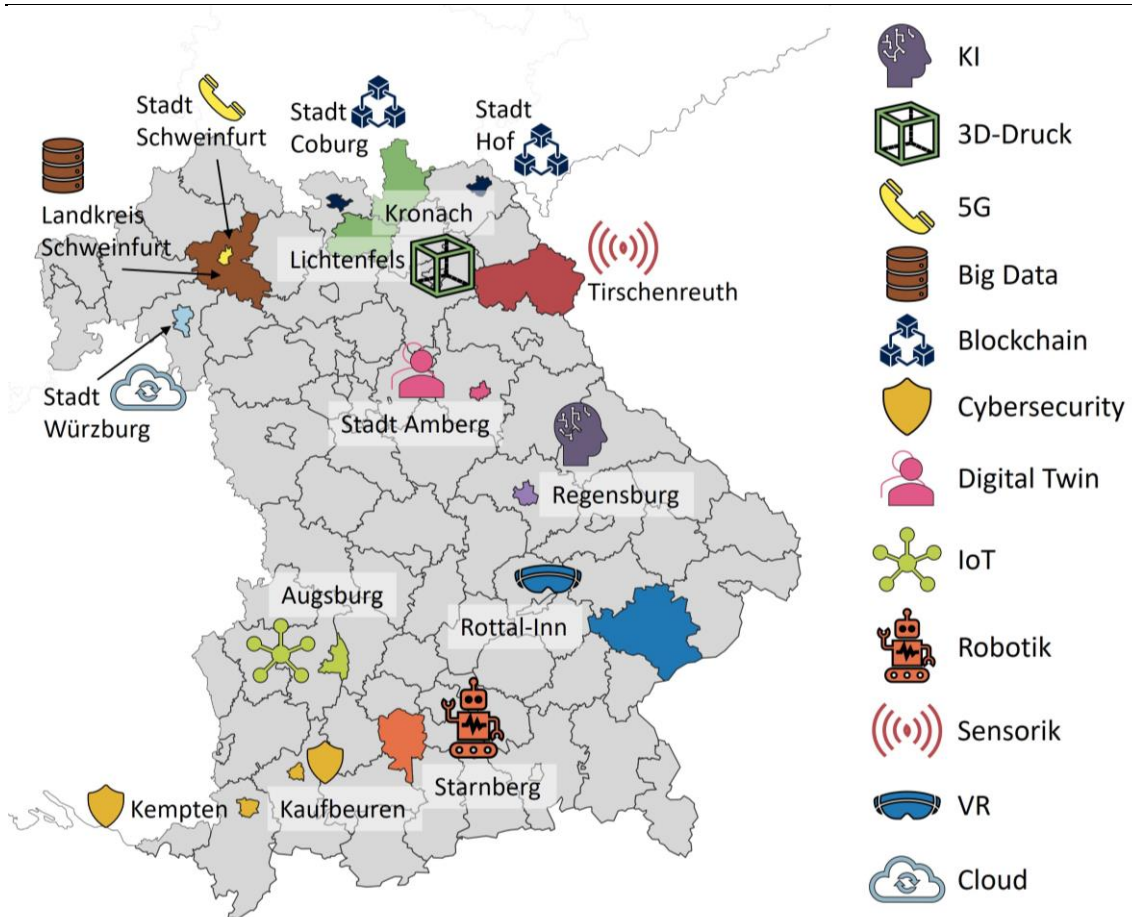 Stadt
Schweinfurt
Stadt
Coburg
Stadt
Hof
Landkreis
Schweinfurt
Kronach
Lichtenfels
Tirschenreuth
Stadt
Würzburg
Stadt Amberg
Regensburg
Augsburg
Rottal-Inn
Starnberg
Kempten
Kaufbeuren
KI
3D-Druck
5G
Big Data
Blockchain
Cybersecurity
Digital Twin
IoT
Robotik
Sensorik
VR
Cloud